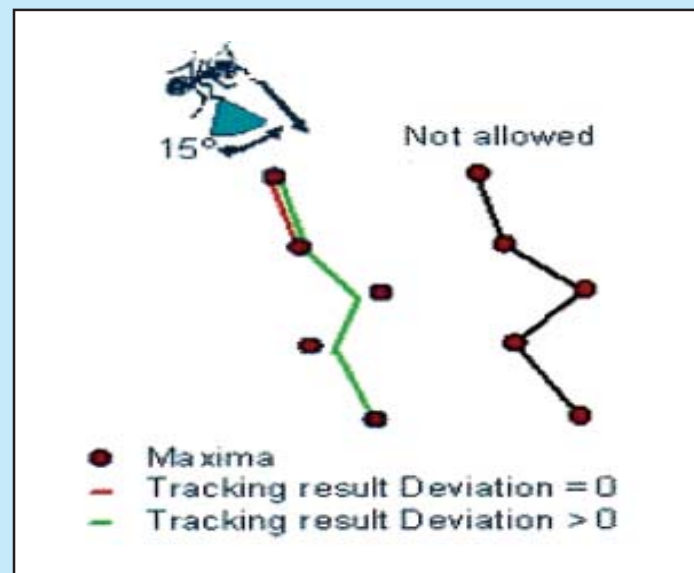 15°
Not allowed
Maxima
Tracking result Deviation = 0
Tracking result Deviation > 0